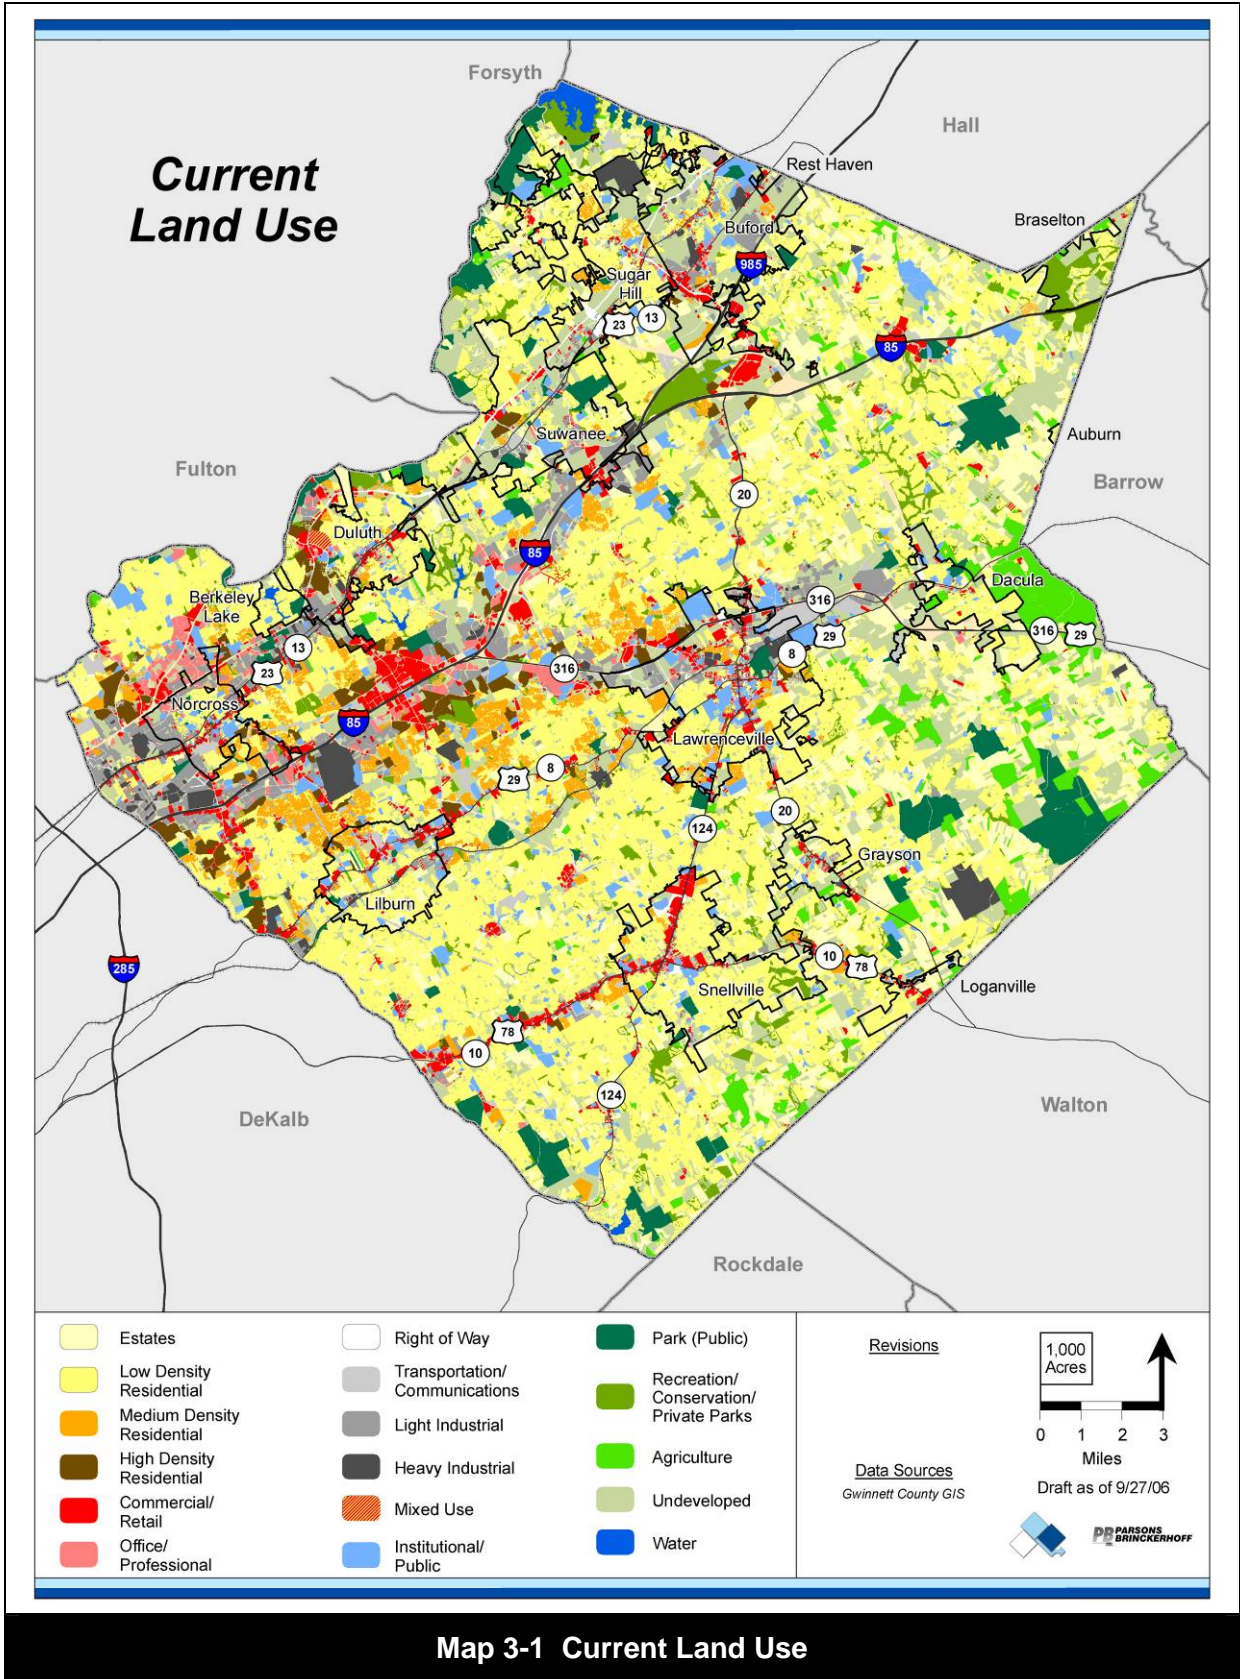 Current
Land Use
Forsyth
Hall
Rest Haven
Braselton
Buford
985
Sugar
Hill
23
13
85
Suwanee
Auburn
Fulton
Barrow
20
Duluth
85
Dacula
Berkeley
Lake
316
29
316
29
13
8
23
316
Norcross
85
Lawrenceville
8
29
20
124
Grayson
Lilburn
10
78
285
Snellville
Loganville
78
10
124
DeKalb
Walton
Rockdale
Estates
Low Density
Residential
Medium Density
Residential
High Density
Residential
Commercial/
Retail
Office/
Professional
Right of Way
Transportation/
Communications
Light Industrial
Heavy Industrial
Mixed Use
Institutional/
Public
Park (Public)
Recreation/
Conservation/
Private Parks
Agriculture
Undeveloped
Water
Revisions
Data Sources
Gwinnett County GIS
1,000
Acres
0 1 2 3
Miles
Draft as of 9/27/06
PB PARSONS
BRINCKERHOFF
Map 3-1 Current Land Use